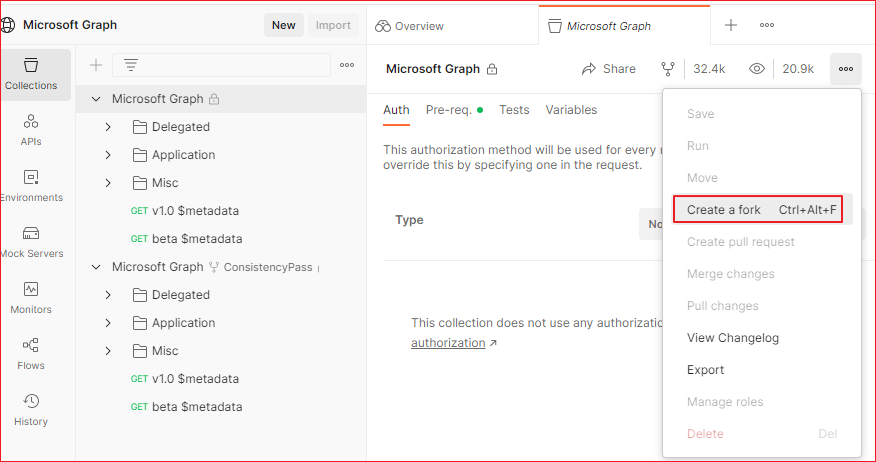 Microsoft Graph
New
Import
Overview
Microsoft Graph
Collections
APIs
Environments
Mock Servers
Monitors
Flows
History
Microsoft Graph
Delegated
Application
Misc
GET v1.0 $metadata
GET beta $metadata
Microsoft Graph ConsistencyPass
Delegated
Application
Misc
GET v1.0 $metadata
GET beta $metadata
Microsoft Graph
Share
32.4k
20.9k
Auth
Pre-req.
Tests
Variables
This authorization method will be used for every
override this by specifying one in the request.
Type
No
This collection does not use any authorization
authorization
Save
Run
Move
Create a fork Ctrl+Alt+F
Create pull request
Merge changes
Pull changes
View Changelog
Export
Manage roles
Delete Del